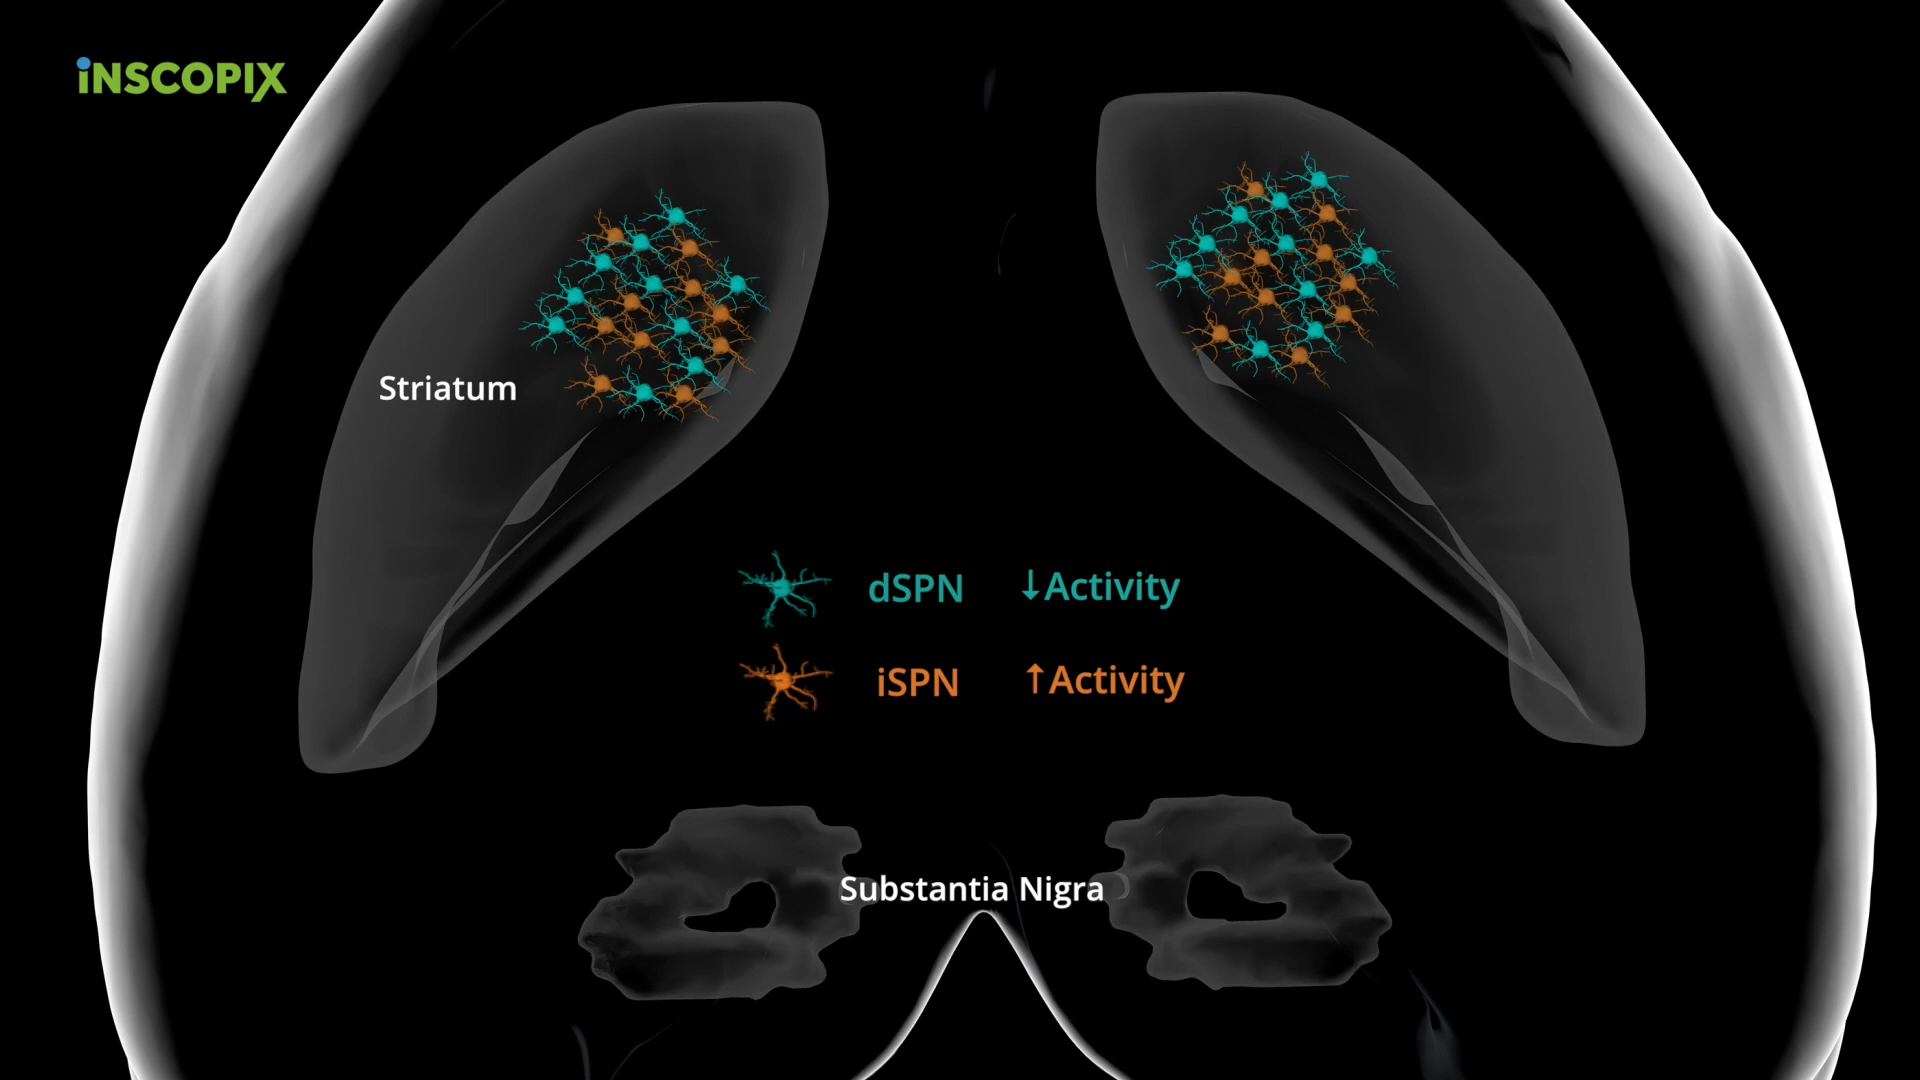 iNSCOPIX
Striatum
dSPN ↓Activity
iSPN ↑Activity
Substantia Nigra